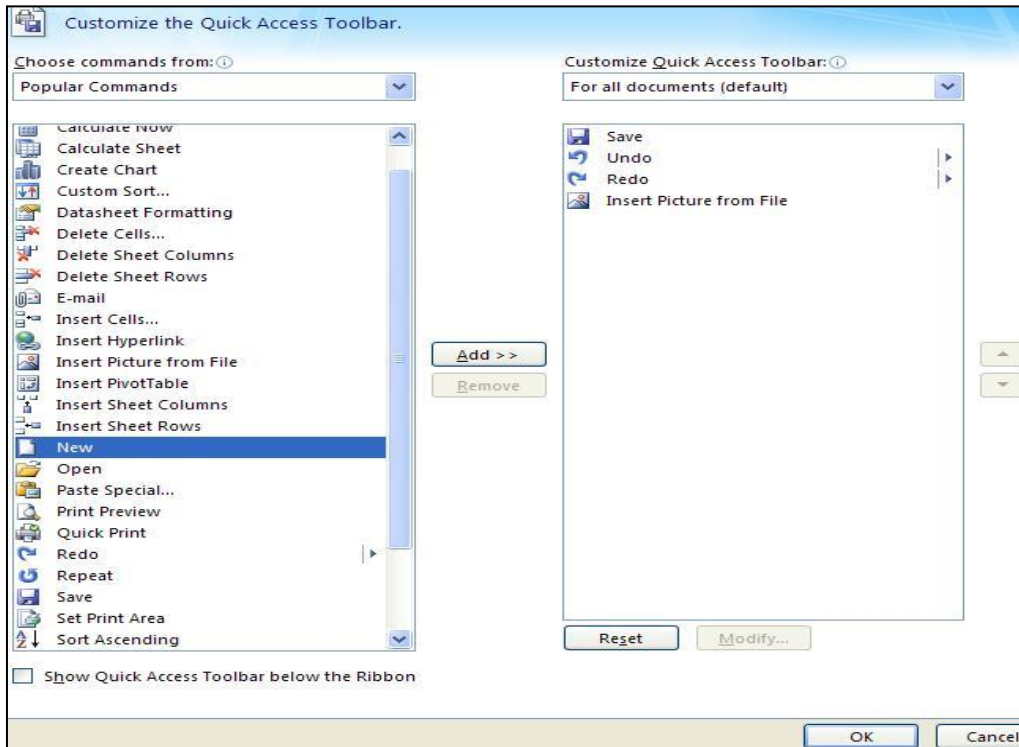 Customize the Quick Access Toolbar.
Choose commands from:
Customize Quick Access Toolbar:
Popular Commands
For all documents (default)
Calculate Now
Calculate Sheet
Create Chart
Custom Sort...
Datasheet Formatting
Delete Cells...
Delete Sheet Columns
Delete Sheet Rows
E-mail
Insert Cells...
Insert Hyperlink
Insert Picture from File
Insert PivotTable
Insert Sheet Columns
Insert Sheet Rows
New
Open
Paste Special...
Print Preview
Quick Print
Redo
Repeat
Save
Set Print Area
Sort Ascending
Add >>
Remove
Save
Undo
Redo
Insert Picture from File
Reset
Modify...
Show Quick Access Toolbar below the Ribbon
OK
Cancel